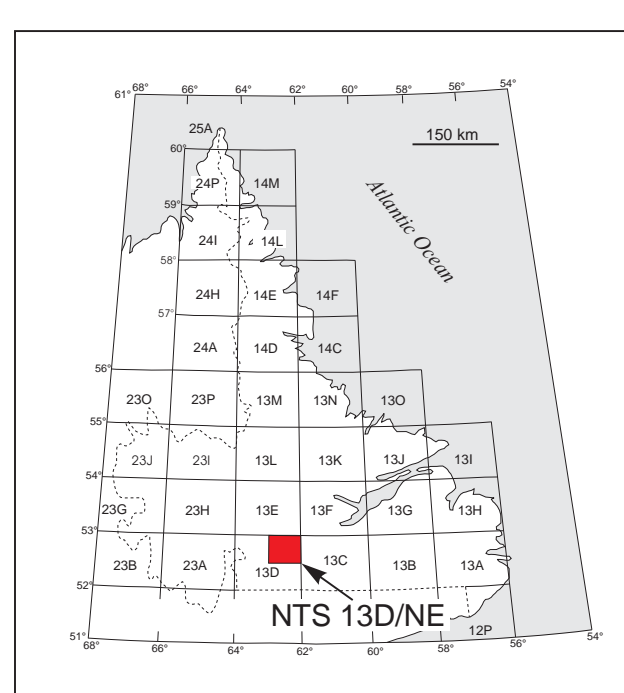 61° 68° 66° 64° 62° 60° 58° 56° 54°
25A
150 km
60°
24P 14M
Atlantic Ocean
59°
24I 14L
58°
24H 14E 14F
57°
24A 14D 14C
56°
23O 23P 13M 13N 13O
55°
23J 23I 13L 13K 13J 13I
54°
23G 23H 13E 13F 13G 13H
53°
23B 23A 13D 13C 13B 13A
52°
NTS 13D/NE
12P
51°
68° 66° 64° 62° 60° 58° 56° 54°